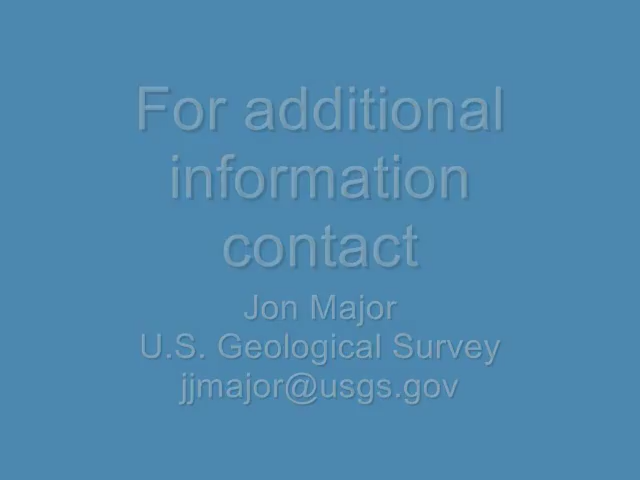 For additional
information
contact
Jon Major
U.S. Geological Survey
jjmajor@usgs.gov